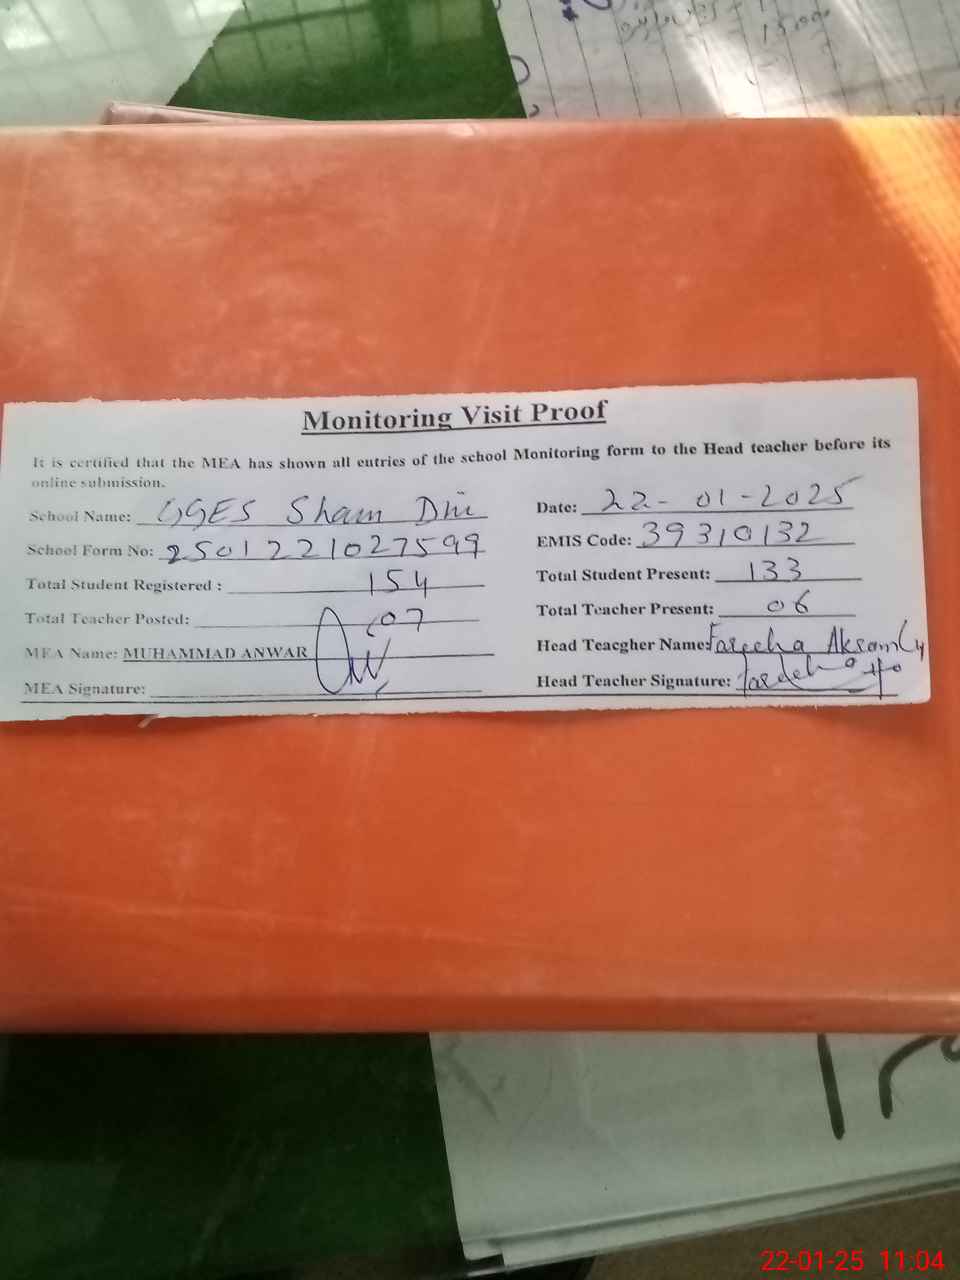 15000
Monitoring Visit Proof
It is certified that the MEA has shown all entries of the school Monitoring form to the Head teacher before its
online submission.
School Name: GGES Sham Din
Date: 22-01-2025
School Form No: 2501221027599
EMIS Code: 39310132
Total Student Registered : 154
Total Student Present: 133
Total Teacher Posted: 07
Total Teacher Present: 06
MEA Name: MUHAMMAD ANWAR
Head Teacgher Name: Fareeha
MEA Signature:
Head Teacher Signature:
22-01-25 11:04